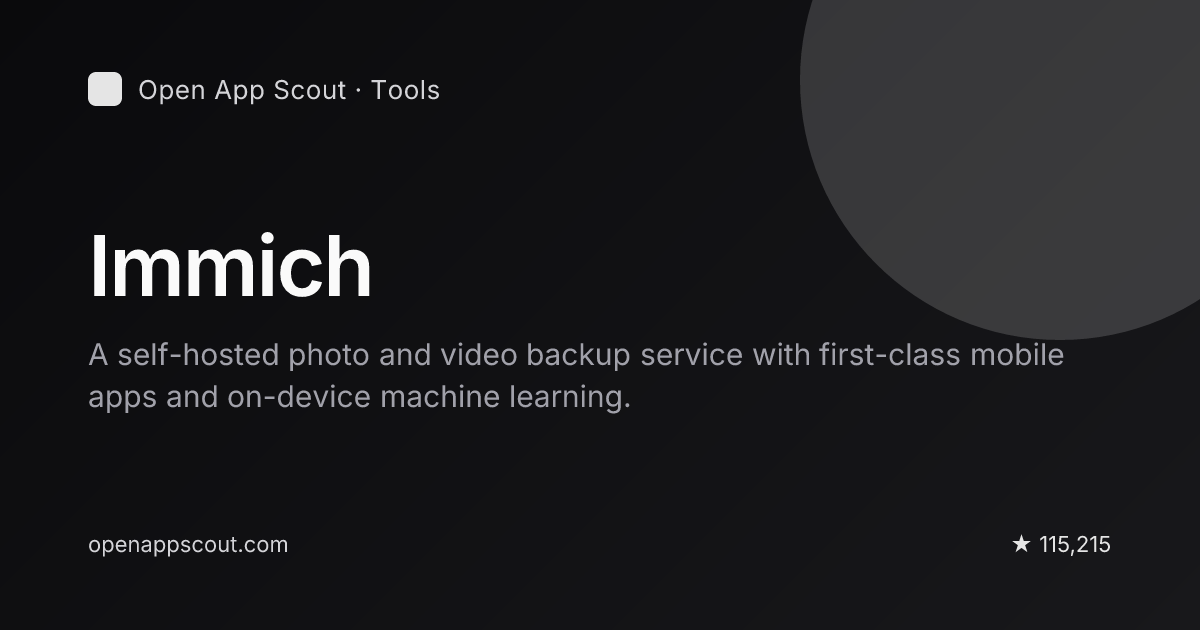 Open App Scout · Tools
Immich
A self-hosted photo and video backup service with first-class mobile
apps and on-device machine learning.
openappscout.com
★ 115,215